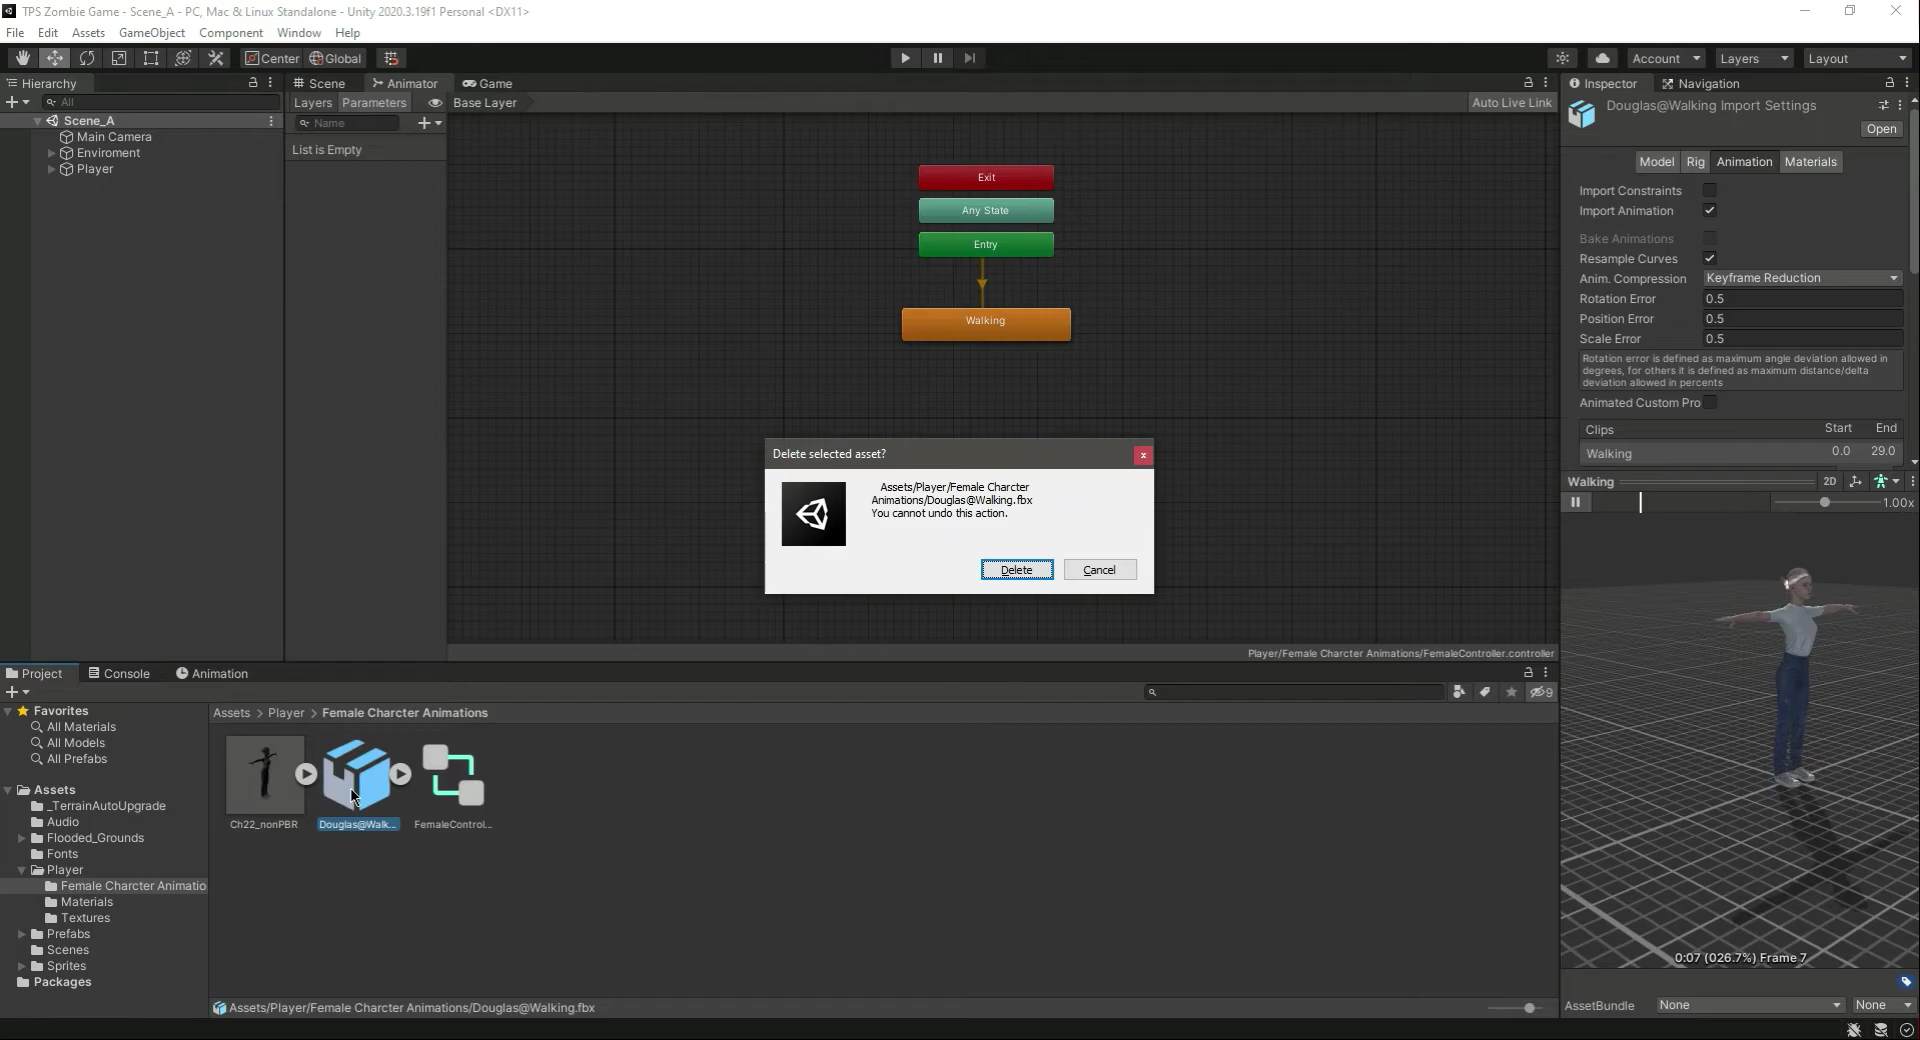 TPS Zombie Game - Scene_A - PC, Mac & Linux Standalone - Unity 2020.3.19f1 Personal <DX11>
File Edit Assets GameObject Component Window Help
Center Global
Account Layers Layout
Hierarchy
All
Scene_A
Main Camera
Enviroment
Player
Scene Animator Game
Layers Parameters Base Layer Auto Live Link
Name
List is Empty
Exit
Any State
Entry
Walking
Player/Female Charcter Animations/FemaleController.controller
Delete selected asset?
Assets/Player/Female Charcter
Animations/Douglas@Walking.fbx
You cannot undo this action.
Delete Cancel
Inspector Navigation
Douglas@Walking Import Settings
Open
Model Rig Animation Materials
Import Constraints
Import Animation
Bake Animations
Resample Curves
Anim. Compression Keyframe Reduction
Rotation Error 0.5
Position Error 0.5
Scale Error 0.5
Rotation error is defined as maximum angle deviation allowed in
degrees, for others it is defined as maximum distance/delta
deviation allowed in percents
Animated Custom Pro
Clips Start End
Walking 0.0 29.0
Walking 2D
1.00x
0:07 (026.7%) Frame 7
AssetBundle None None
Project Console Animation
9
Favorites
All Materials
All Models
All Prefabs
Assets
_TerrainAutoUpgrade
Audio
Flooded_Grounds
Fonts
Player
Female Charcter Animatio
Materials
Textures
Prefabs
Scenes
Sprites
Packages
Assets > Player > Female Charcter Animations
Ch22_nonPBR Douglas@Walk... FemaleControl...
Assets/Player/Female Charcter Animations/Douglas@Walking.fbx